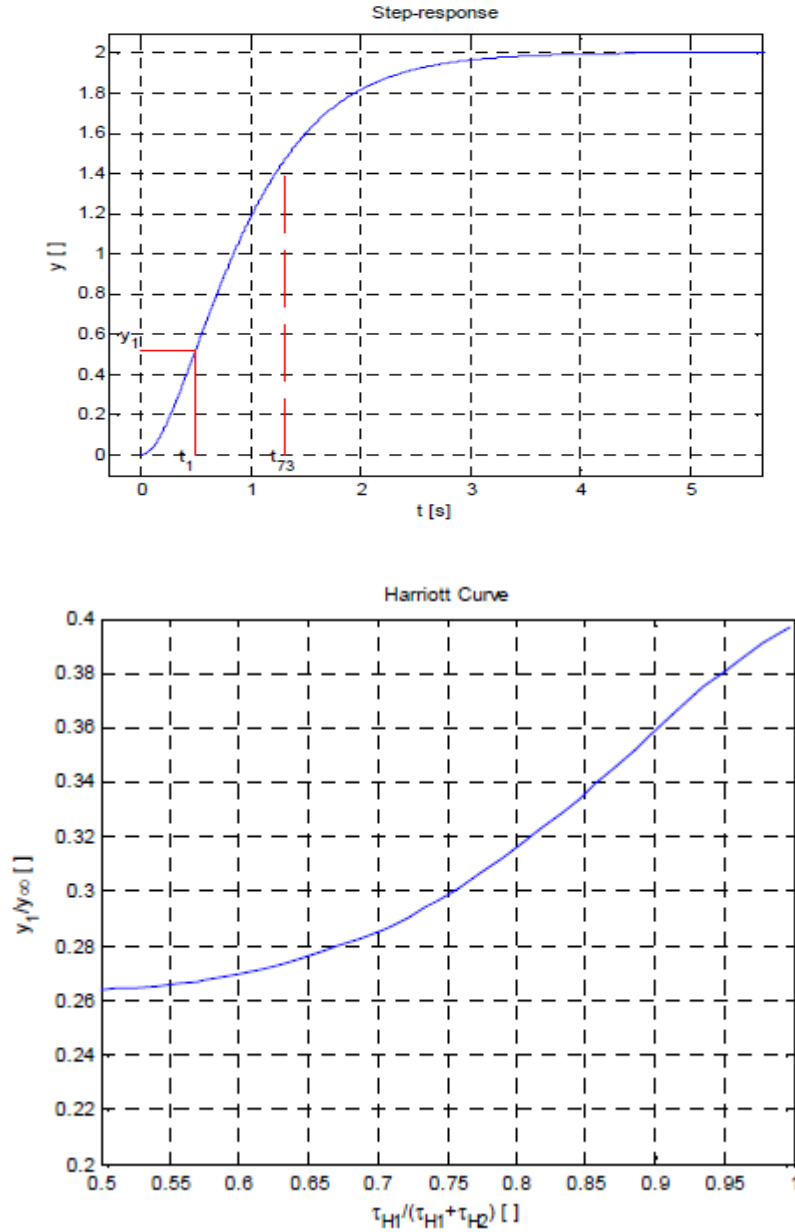 Step-response
2
1.8
1.6
1.4
1.2
1
0.8
0.6
0.4
0.2
0
y [ ]
y1
t1
t73
0 1 2 3 4 5
t [s]
Harriott Curve
0.4
0.38
0.36
0.34
0.32
0.3
0.28
0.26
0.24
0.22
0.2
y1/y∞ [ ]
0.5 0.55 0.6 0.65 0.7 0.75 0.8 0.85 0.9 0.95 1
τH1/(τH1+τH2) [ ]